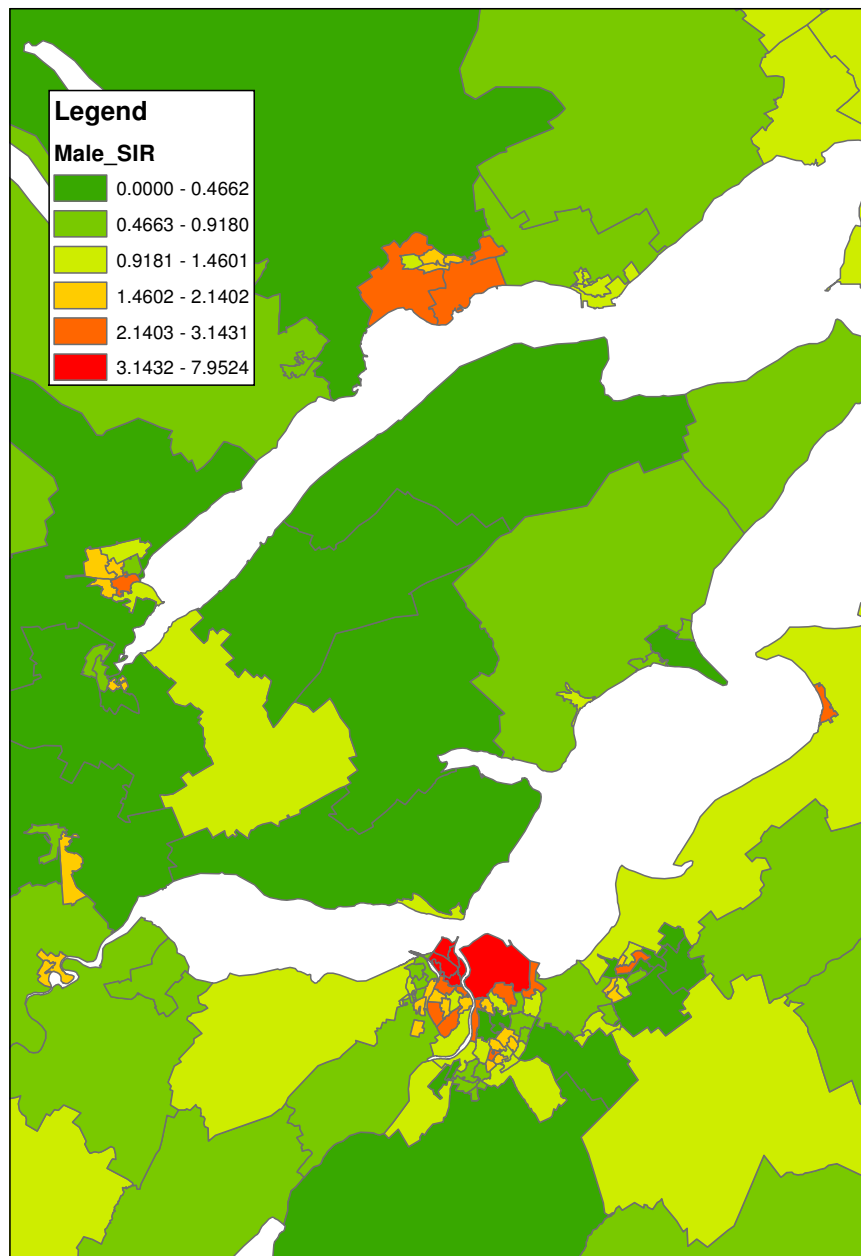 Legend
Male_SIR
0.0000 - 0.4662
0.4663 - 0.9180
0.9181 - 1.4601
1.4602 - 2.1402
2.1403 - 3.1431
3.1432 - 7.9524